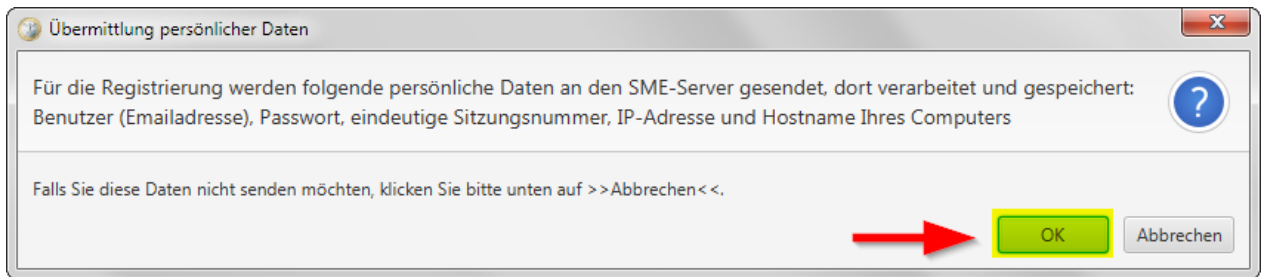 Übermittlung persönlicher Daten
Für die Registrierung werden folgende persönliche Daten an den SME-Server gesendet, dort verarbeitet und gespeichert:
Benutzer (Emailadresse), Passwort, eindeutige Sitzungsnummer, IP-Adresse und Hostname Ihres Computers
Falls Sie diese Daten nicht senden möchten, klicken Sie bitte unten auf >>Abbrechen<<.
OK Abbrechen